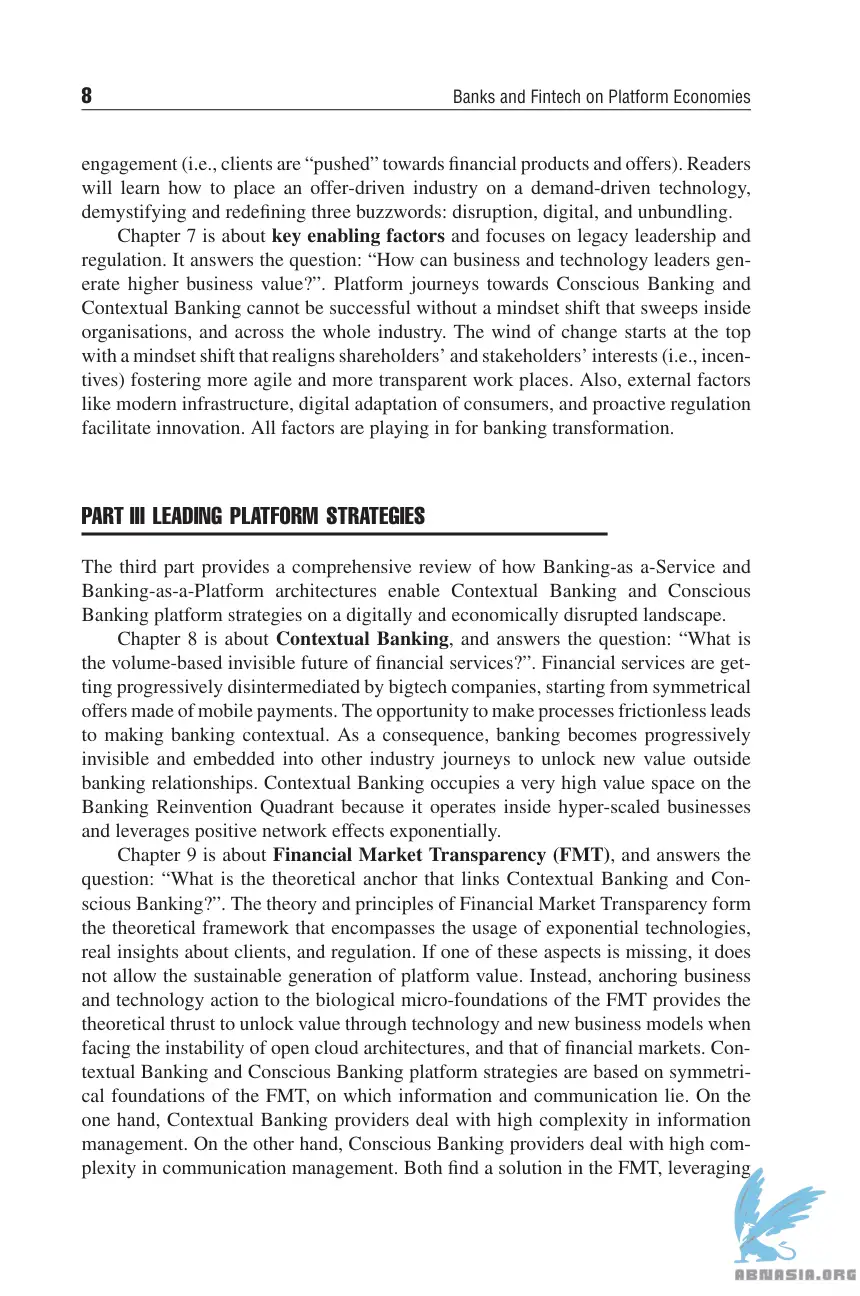 8 Banks and Fintech on Platform Economies
engagement (i.e., clients are “pushed” towards financial products and offers). Readers
will learn how to place an offer-driven industry on a demand-driven technology,
demystifying and redefining three buzzwords: disruption, digital, and unbundling.
Chapter 7 is about key enabling factors and focuses on legacy leadership and
regulation. It answers the question: “How can business and technology leaders gen-
erate higher business value?”. Platform journeys towards Conscious Banking and
Contextual Banking cannot be successful without a mindset shift that sweeps inside
organisations, and across the whole industry. The wind of change starts at the top
with a mindset shift that realigns shareholders’ and stakeholders’ interests (i.e., incen-
tives) fostering more agile and more transparent work places. Also, external factors
like modern infrastructure, digital adaptation of consumers, and proactive regulation
facilitate innovation. All factors are playing in for banking transformation.
PART III LEADING PLATFORM STRATEGIES
The third part provides a comprehensive review of how Banking-as a-Service and
Banking-as-a-Platform architectures enable Contextual Banking and Conscious
Banking platform strategies on a digitally and economically disrupted landscape.
Chapter 8 is about Contextual Banking, and answers the question: “What is
the volume-based invisible future of financial services?”. Financial services are get-
ting progressively disintermediated by bigtech companies, starting from symmetrical
offers made of mobile payments. The opportunity to make processes frictionless leads
to making banking contextual. As a consequence, banking becomes progressively
invisible and embedded into other industry journeys to unlock new value outside
banking relationships. Contextual Banking occupies a very high value space on the
Banking Reinvention Quadrant because it operates inside hyper-scaled businesses
and leverages positive network effects exponentially.
Chapter 9 is about Financial Market Transparency (FMT), and answers the
question: “What is the theoretical anchor that links Contextual Banking and Con-
scious Banking?”. The theory and principles of Financial Market Transparency form
the theoretical framework that encompasses the usage of exponential technologies,
real insights about clients, and regulation. If one of these aspects is missing, it does
not allow the sustainable generation of platform value. Instead, anchoring business
and technology action to the biological micro-foundations of the FMT provides the
theoretical thrust to unlock value through technology and new business models when
facing the instability of open cloud architectures, and that of financial markets. Con-
textual Banking and Conscious Banking platform strategies are based on symmetri-
cal foundations of the FMT, on which information and communication lie. On the
one hand, Contextual Banking providers deal with high complexity in information
management. On the other hand, Conscious Banking providers deal with high com-
plexity in communication management. Both find a solution in the FMT, leveraging
ABNASIA.ORG